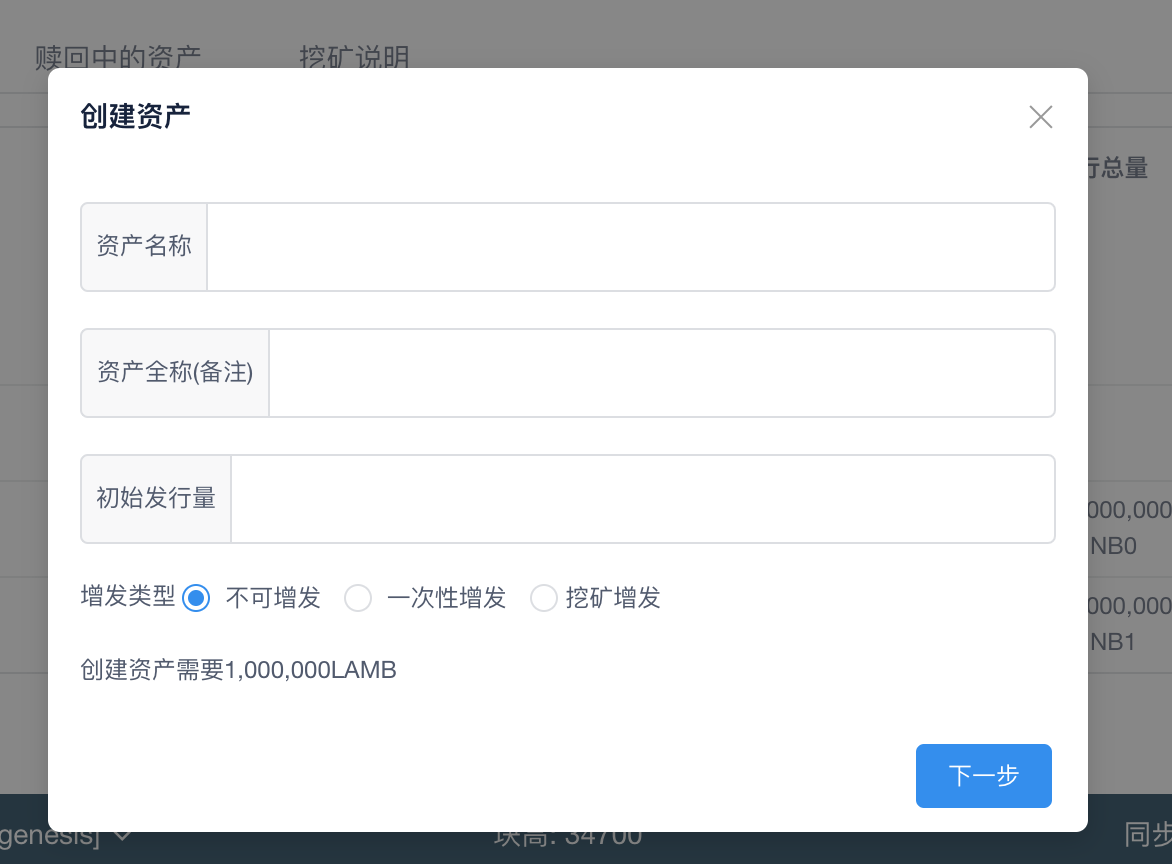 赎回中的资产 挖矿说明
创建资产
行总量
资产名称
资产全称(备注)
初始发行量
000,000
NB0
增发类型 不可增发 一次性增发 挖矿增发
000,000
NB1
创建资产需要1,000,000LAMB
下一步
genesis] 块高: 34700 同步